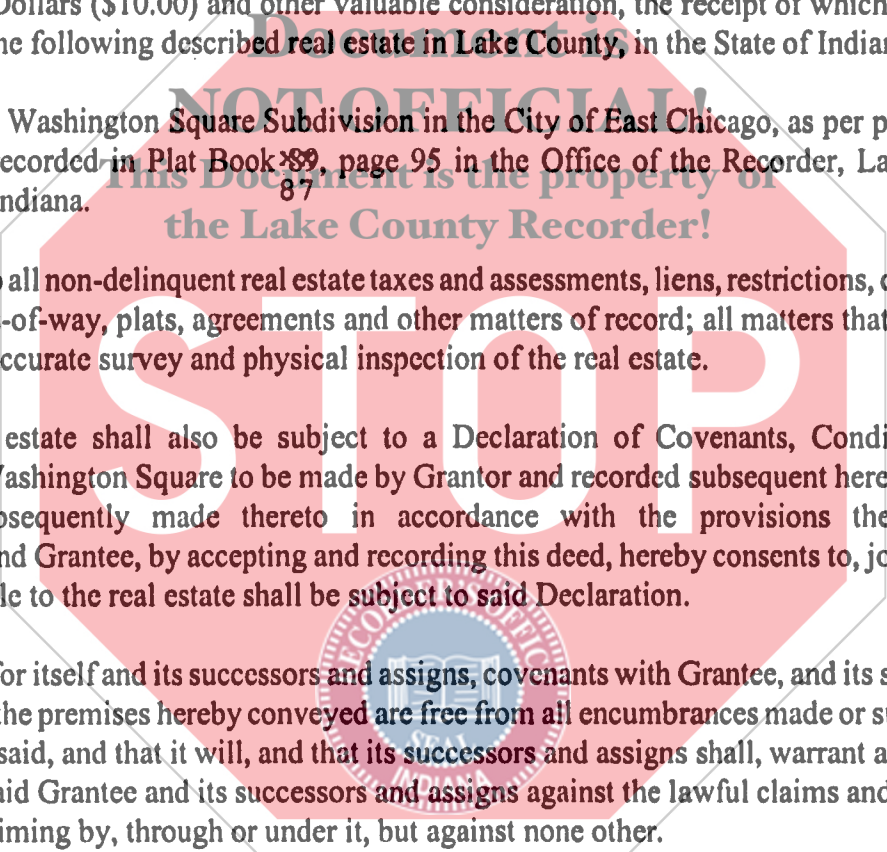 Dollars ($10.00) and other valuable consideration, the receipt of which
he following described real estate in Lake County, in the State of Indian
Document is
NOT OFFICIAL!
Washington Square Subdivision in the City of East Chicago, as per p
ecorded in Plat Book 89, page 95 in the Office of the Recorder, La
This Document is the property of
87
ndiana.
the Lake County Recorder!
all non-delinquent real estate taxes and assessments, liens, restrictions,
-of-way, plats, agreements and other matters of record; all matters that
ccurate survey and physical inspection of the real estate.
STOP
estate shall also be subject to a Declaration of Covenants, Condi
Washington Square to be made by Grantor and recorded subsequent here
bsequently made thereto in accordance with the provisions the
nd Grantee, by accepting and recording this deed, hereby consents to, jo
le to the real estate shall be subject to said Declaration.
RECORDER'S OFFICE
for itself and its successors and assigns, covenants with Grantee, and its s
the premises hereby conveyed are free from all encumbrances made or su
said, and that it will, and that its successors and assigns shall, warrant a
SEAL
INDIANA
aid Grantee and its successors and assigns against the lawful claims and
iming by, through or under it, but against none other.